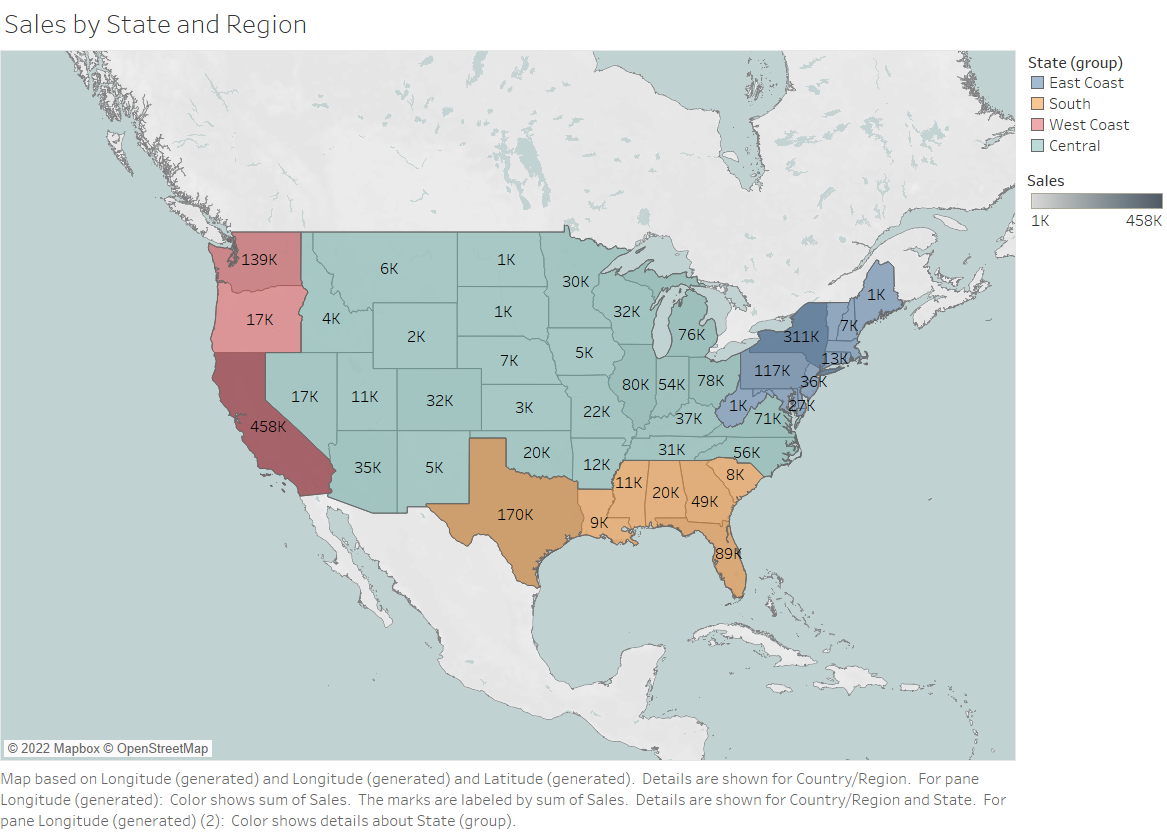 Sales by State and Region
State (group)
East Coast
South
West Coast
Central
Sales
1K 458K
139K
6K
1K
30K
1K
17K
4K
2K
1K
32K
76K
311K
7K
7K
5K
13K
117K
36K
17K
11K
32K
3K
80K
54K
78K
1K
27K
458K
22K
37K
71K
35K
5K
20K
12K
31K
56K
170K
9K
11K
20K
49K
8K
89K
© 2022 Mapbox © OpenStreetMap
Map based on Longitude (generated) and Longitude (generated) and Latitude (generated). Details are shown for Country/Region. For pane
Longitude (generated): Color shows sum of Sales. The marks are labeled by sum of Sales. Details are shown for Country/Region and State. For
pane Longitude (generated) (2): Color shows details about State (group).